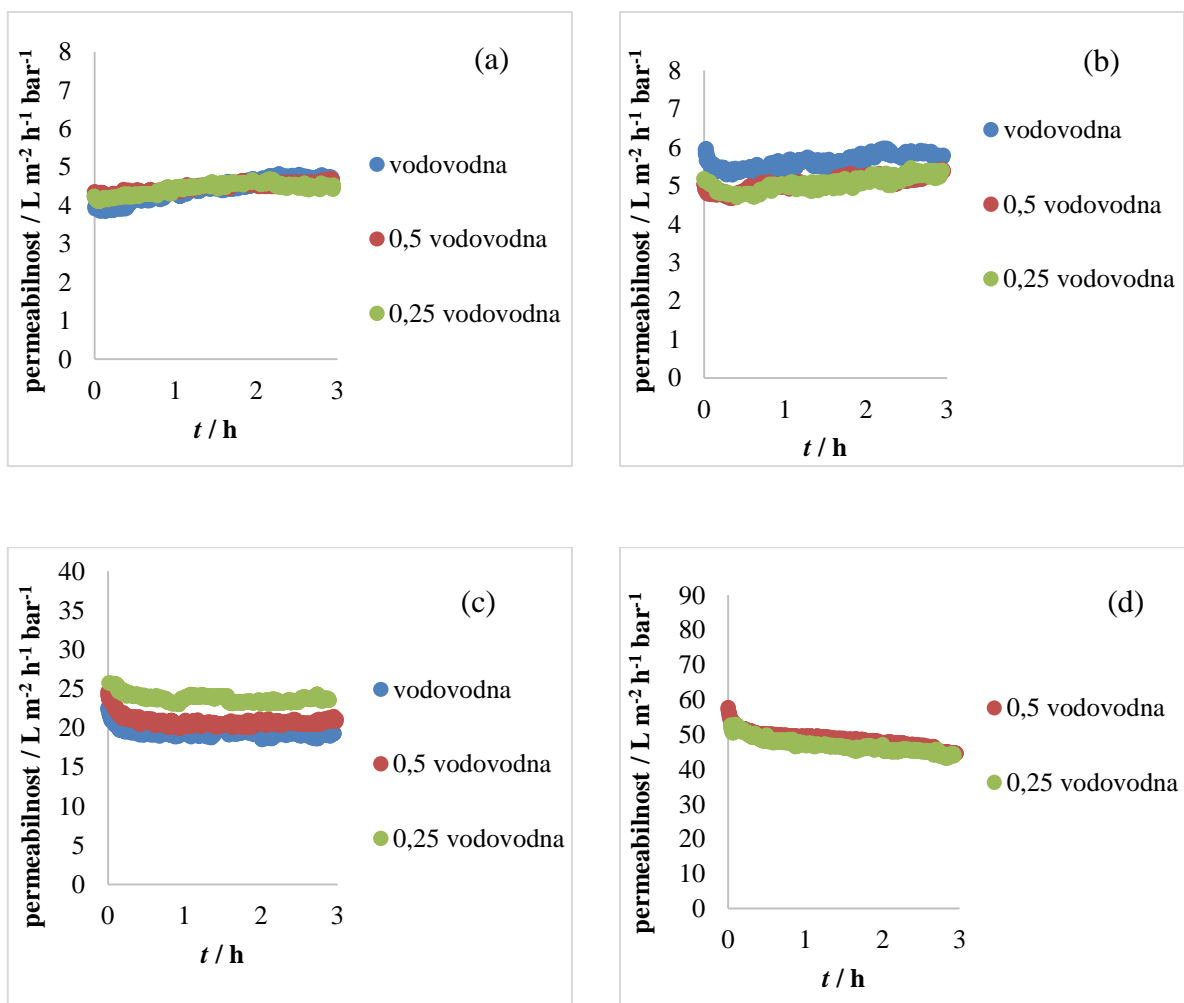 (a)
permeabilnost / L m⁻² h⁻¹ bar⁻¹
8
7
6
5
4
3
2
1
0
0 1 2 3
t / h
vodovodna
0,5 vodovodna
0,25 vodovodna
(b)
permeabilnost / L m⁻² h⁻¹ bar⁻¹
8
7
6
5
4
3
2
1
0
0 1 2 3
t / h
vodovodna
0,5 vodovodna
0,25 vodovodna
(c)
permeabilnost / L m⁻² h⁻¹ bar⁻¹
40
35
30
25
20
15
10
5
0
0 1 2 3
t / h
vodovodna
0,5 vodovodna
0,25 vodovodna
(d)
permeabilnost / L m⁻² h⁻¹ bar⁻¹
90
80
70
60
50
40
30
20
10
0
0 1 2 3
t / h
0,5 vodovodna
0,25 vodovodna